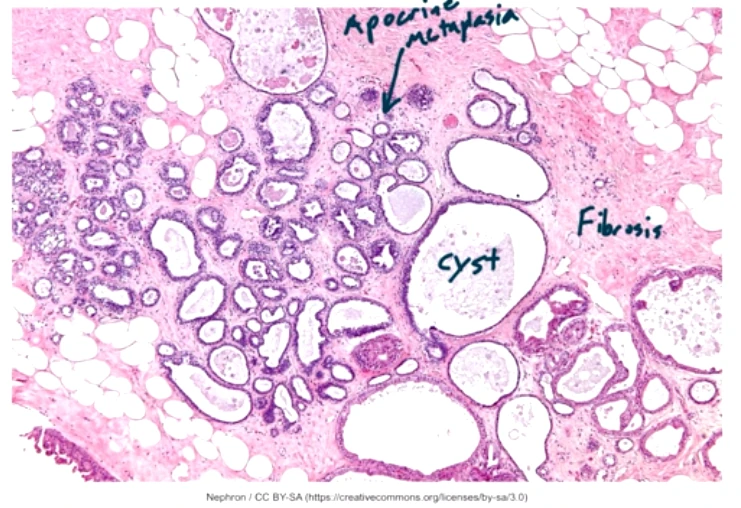 Apocrine
metaplasia
cyst
Fibrosis
Nephron / CC BY-SA (https://creativecommons.org/licenses/by-sa/3.0)